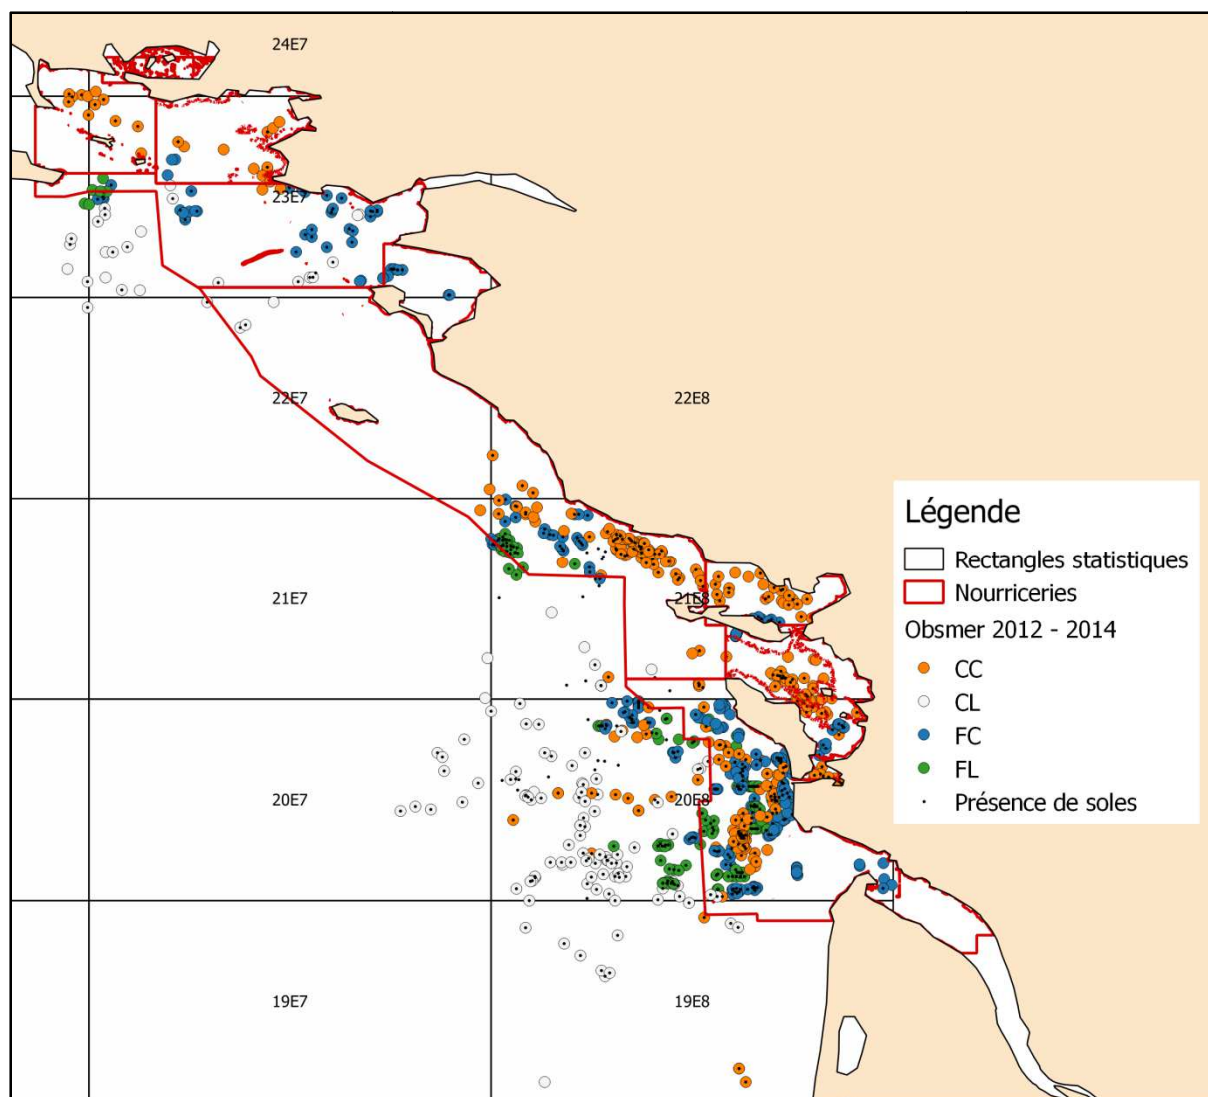 24E7
23E7
22E7
22E8
Légende
Rectangles statistiques
Nourriceries
Obsmer 2012 - 2014
CC
CL
FC
FL
Présence de soles
21E7
21E8
20E7
20E8
19E7
19E8